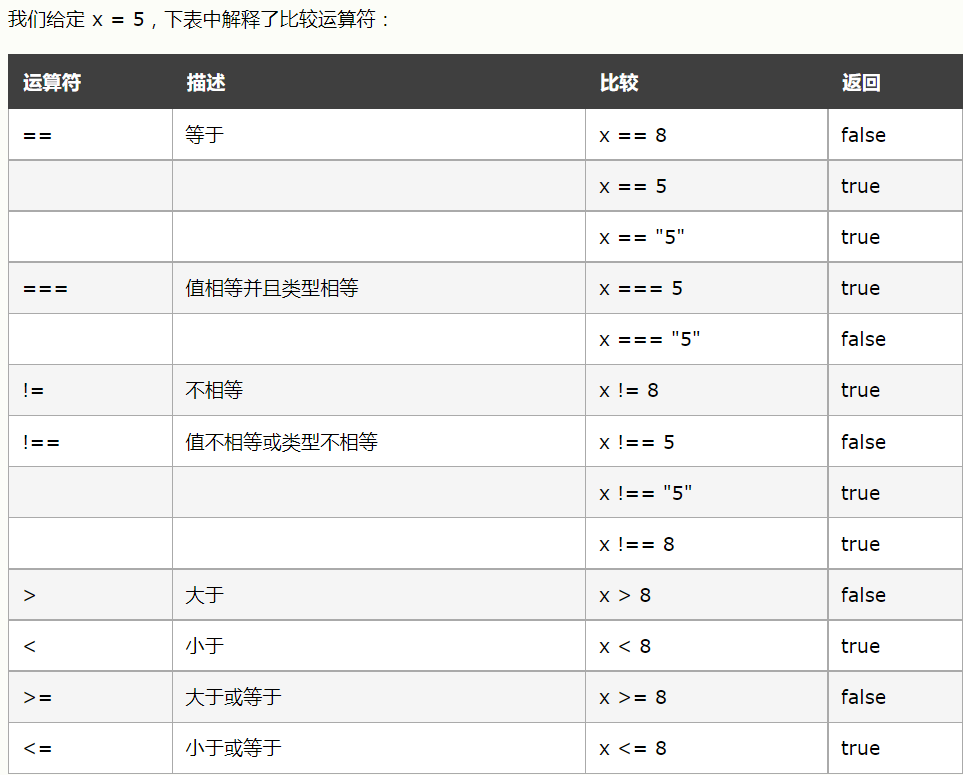 我们给定 x = 5，下表中解释了比较运算符：
运算符 描述 比较 返回
== 等于 x == 8 false
x == 5 true
x == "5" true
=== 值相等并且类型相等 x === 5 true
x === "5" false
!= 不相等 x != 8 true
!== 值不相等或类型不相等 x !== 5 false
x !== "5" true
x !== 8 true
> 大于 x > 8 false
< 小于 x < 8 true
>= 大于或等于 x >= 8 false
<= 小于或等于 x <= 8 true